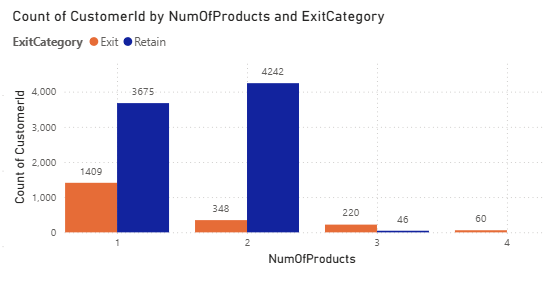 Count of CustomerId by NumOfProducts and ExitCategory
ExitCategory Exit Retain
Count of CustomerId
4,000
3,000
2,000
1,000
0
1409
3675
348
4242
220
46
60
1 2 3 4
NumOfProducts